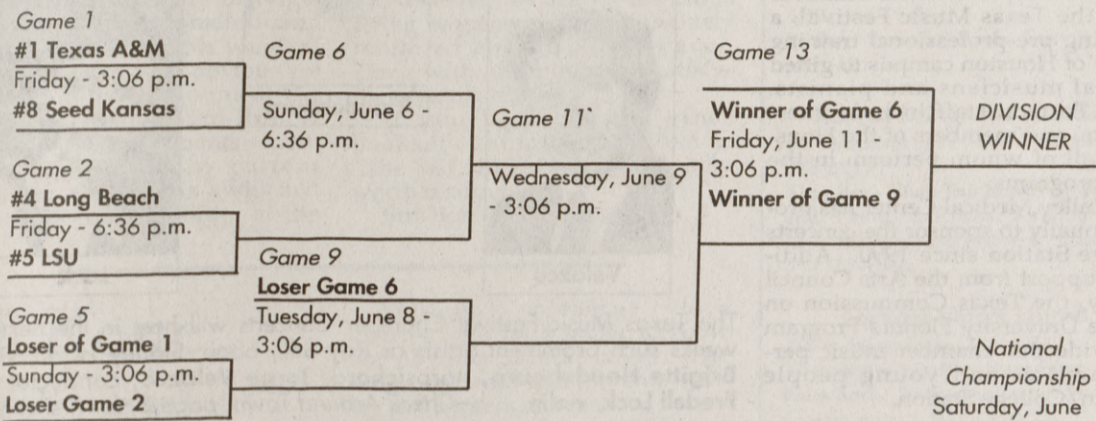 Game 1
#1 Texas A&M
Friday - 3:06 p.m.
#8 Seed Kansas
Game 2
#4 Long Beach
Friday - 6:36 p.m.
#5 LSU
Game 5
Loser of Game 1
Sunday - 3:06 p.m.
Loser Game 2
Game 6
Sunday, June 6 -
6:36 p.m.
Game 9
Loser Game 6
Tuesday, June 8 -
3:06 p.m.
Game 11
Wednesday, June 9
3:06 p.m.
Game 13
Winner of Game 6
Friday, June 11 -
3:06 p.m.
Winner of Game 9
DIVISION
WINNER
National
Championship
Saturday, June